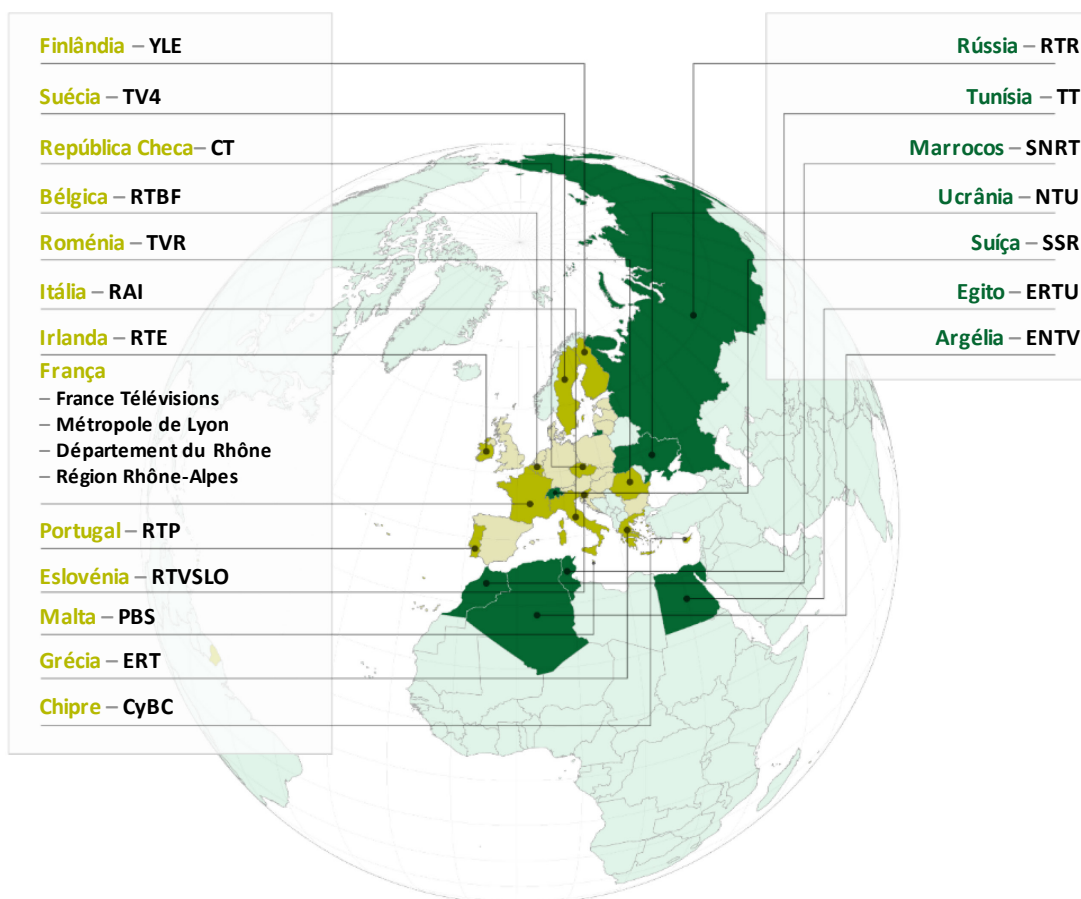 Finlândia – YLE
Suécia – TV4
República Checa– CT
Bélgica – RTBF
Roménia – TVR
Itália – RAI
Irlanda – RTE
França
– France Télévisions
– Métropole de Lyon
– Département du Rhône
– Région Rhône-Alpes
Portugal – RTP
Eslovénia – RTVSLO
Malta – PBS
Grécia – ERT
Chipre – CyBC
Rússia – RTR
Tunísia – TT
Marrocos – SNRT
Ucrânia – NTU
Suíça – SSR
Egito – ERTU
Argélia – ENTV